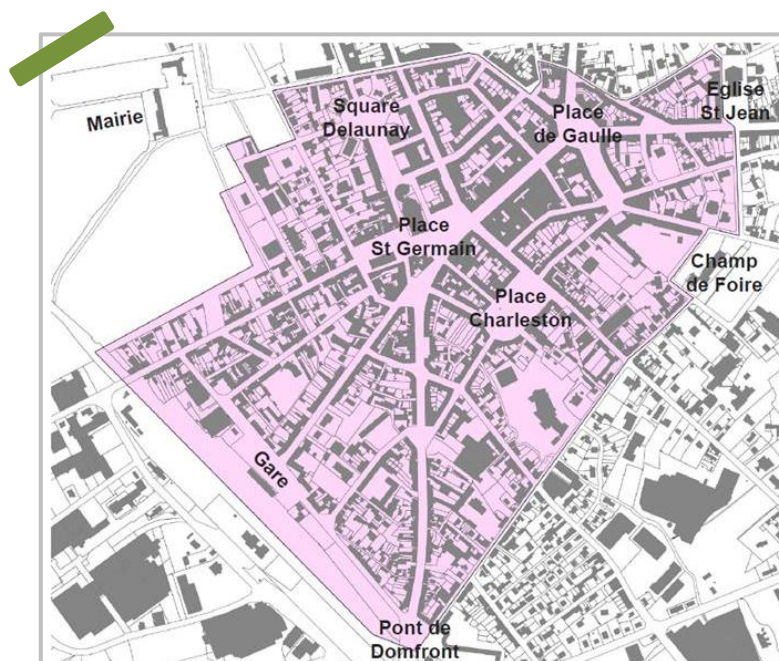 Mairie
Square
Delaunay
Place
de Gaulle
Eglise
St Jean
Place
St Germain
Champ
de Foire
Place
Charleston
Gare
Pont de
Domfront